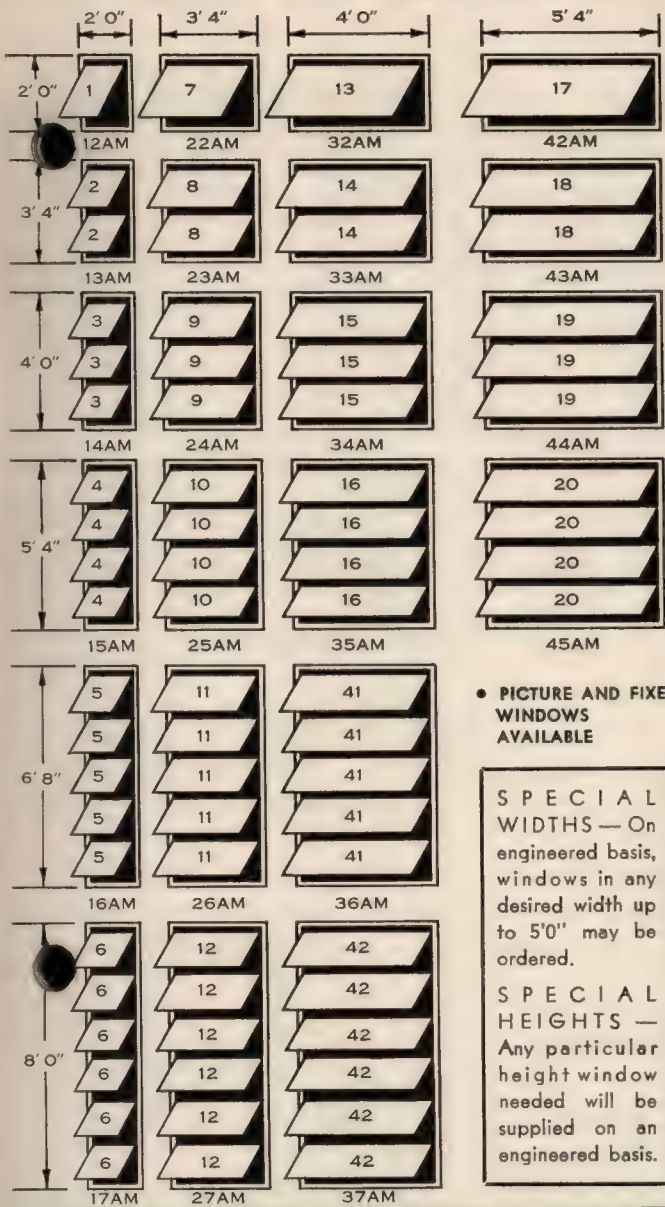 2' 0" 3' 4" 4' 0" 5' 4"
2' 0" 1 7 13 17
12AM 22AM 32AM 42AM
3' 4" 2 8 14 18
2 8 14 18
13AM 23AM 33AM 43AM
3 9 15 19
4' 0" 3 9 15 19
3 9 15 19
14AM 24AM 34AM 44AM
4 10 16 20
4 10 16 20
5' 4" 4 10 16 20
4 10 16 20
15AM 25AM 35AM 45AM
5 11 41
5 11 41
6' 8" 5 11 41
5 11 41
5 11 41
16AM 26AM 36AM
6 12 42
6 12 42
6 12 42
8' 0" 6 12 42
6 12 42
6 12 42
17AM 27AM 37AM
• PICTURE AND FIXE
WINDOWS
AVAILABLE
SPECIAL
WIDTHS — On
engineered basis,
windows in any
desired width up
to 5'0" may be
ordered.
SPECIAL
HEIGHTS —
Any particular
height window
needed will be
supplied on an
engineered basis.